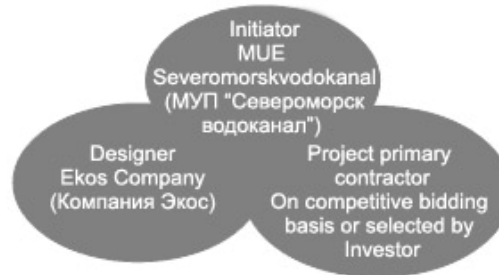 Initiator
MUE
Severomorskvodokanal
(МУП "Североморск
водоканал")
Designer
Ekos Company
(Компания Экос)
Project primary
contractor
On competitive bidding
basis or selected by
Investor